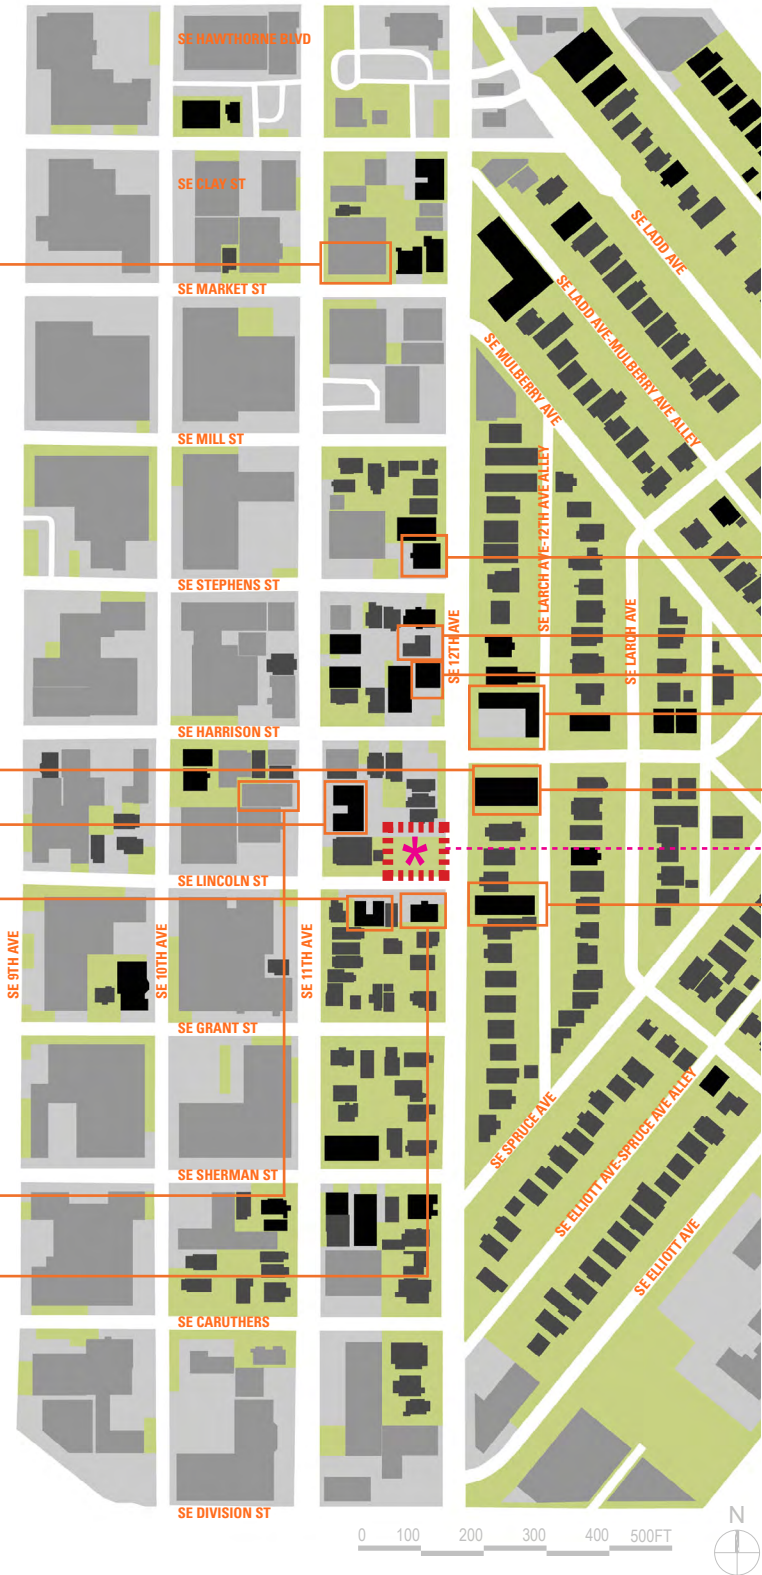 SE HAWTHORNE BLVD
SE CLAY ST
SE LADD AVE
SE MARKET ST
SE LADD AVE-MULBERRY AVE ALLEY
SE MULBERRY AVE
SE MILL ST
SE LARCH AVE-12TH AVE ALLEY
SE STEPHENS ST
SE 12TH AVE
SE LARCH AVE
SE HARRISON ST
*
SE LINCOLN ST
SE 9TH AVE
SE 10TH AVE
SE 11TH AVE
SE GRANT ST
SE SPRUCE AVE
SE ELLIOTT AVE-SPRUCE AVE ALLEY
SE SHERMAN ST
SE ELLIOTT AVE
SE CARUTHERS
SE DIVISION ST
N
0 100 200 300 400 500FT